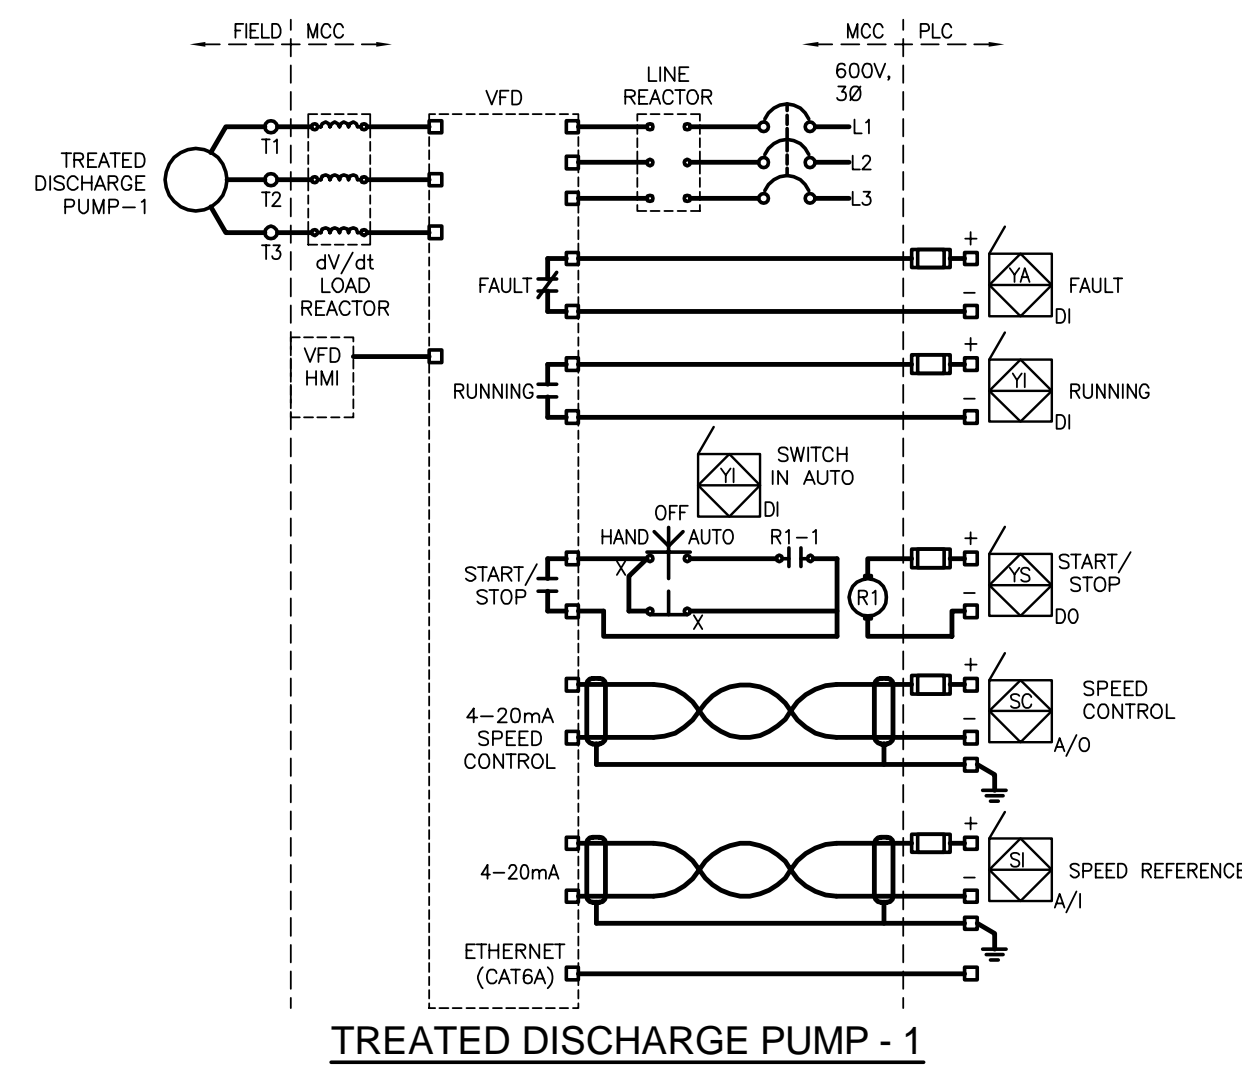 FIELD MCC
MCC PLC
600V,
3Ø
LINE
REACTOR
VFD
L1
L2
L3
T1
T2
T3
TREATED
DISCHARGE
PUMP-1
dV/dt
LOAD
REACTOR
FAULT
+
-
YA
DI
FAULT
VFD
HMI
RUNNING
+
-
YI
DI
RUNNING
YI
DI
SWITCH
IN AUTO
OFF
HAND AUTO
R1-1
X
X
START/
STOP
R1
+
-
YS
DO
START/
STOP
4-20mA
SPEED
CONTROL
+
-
SC
A/O
SPEED
CONTROL
4-20mA
+
-
SI
A/I
SPEED REFERENCE
ETHERNET
(CAT6A)
TREATED DISCHARGE PUMP - 1